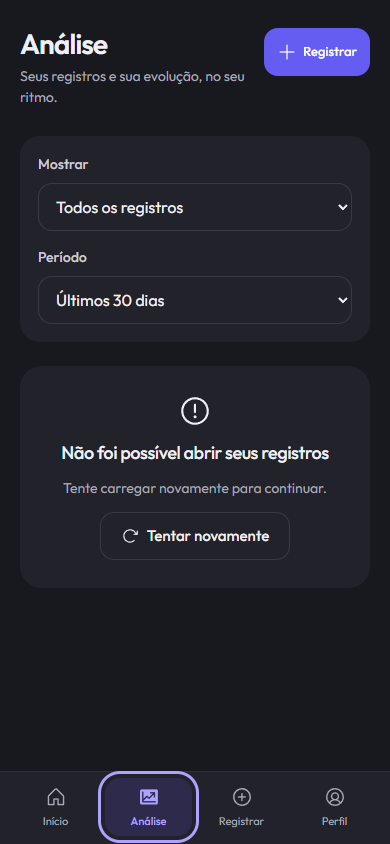 Análise
Seus registros e sua evolução, no seu
ritmo.
Registrar
Mostrar
Todos os registros
Período
Últimos 30 dias
Não foi possível abrir seus registros
Tente carregar novamente para continuar.
Tentar novamente
Início
Análise
Registrar
Perfil